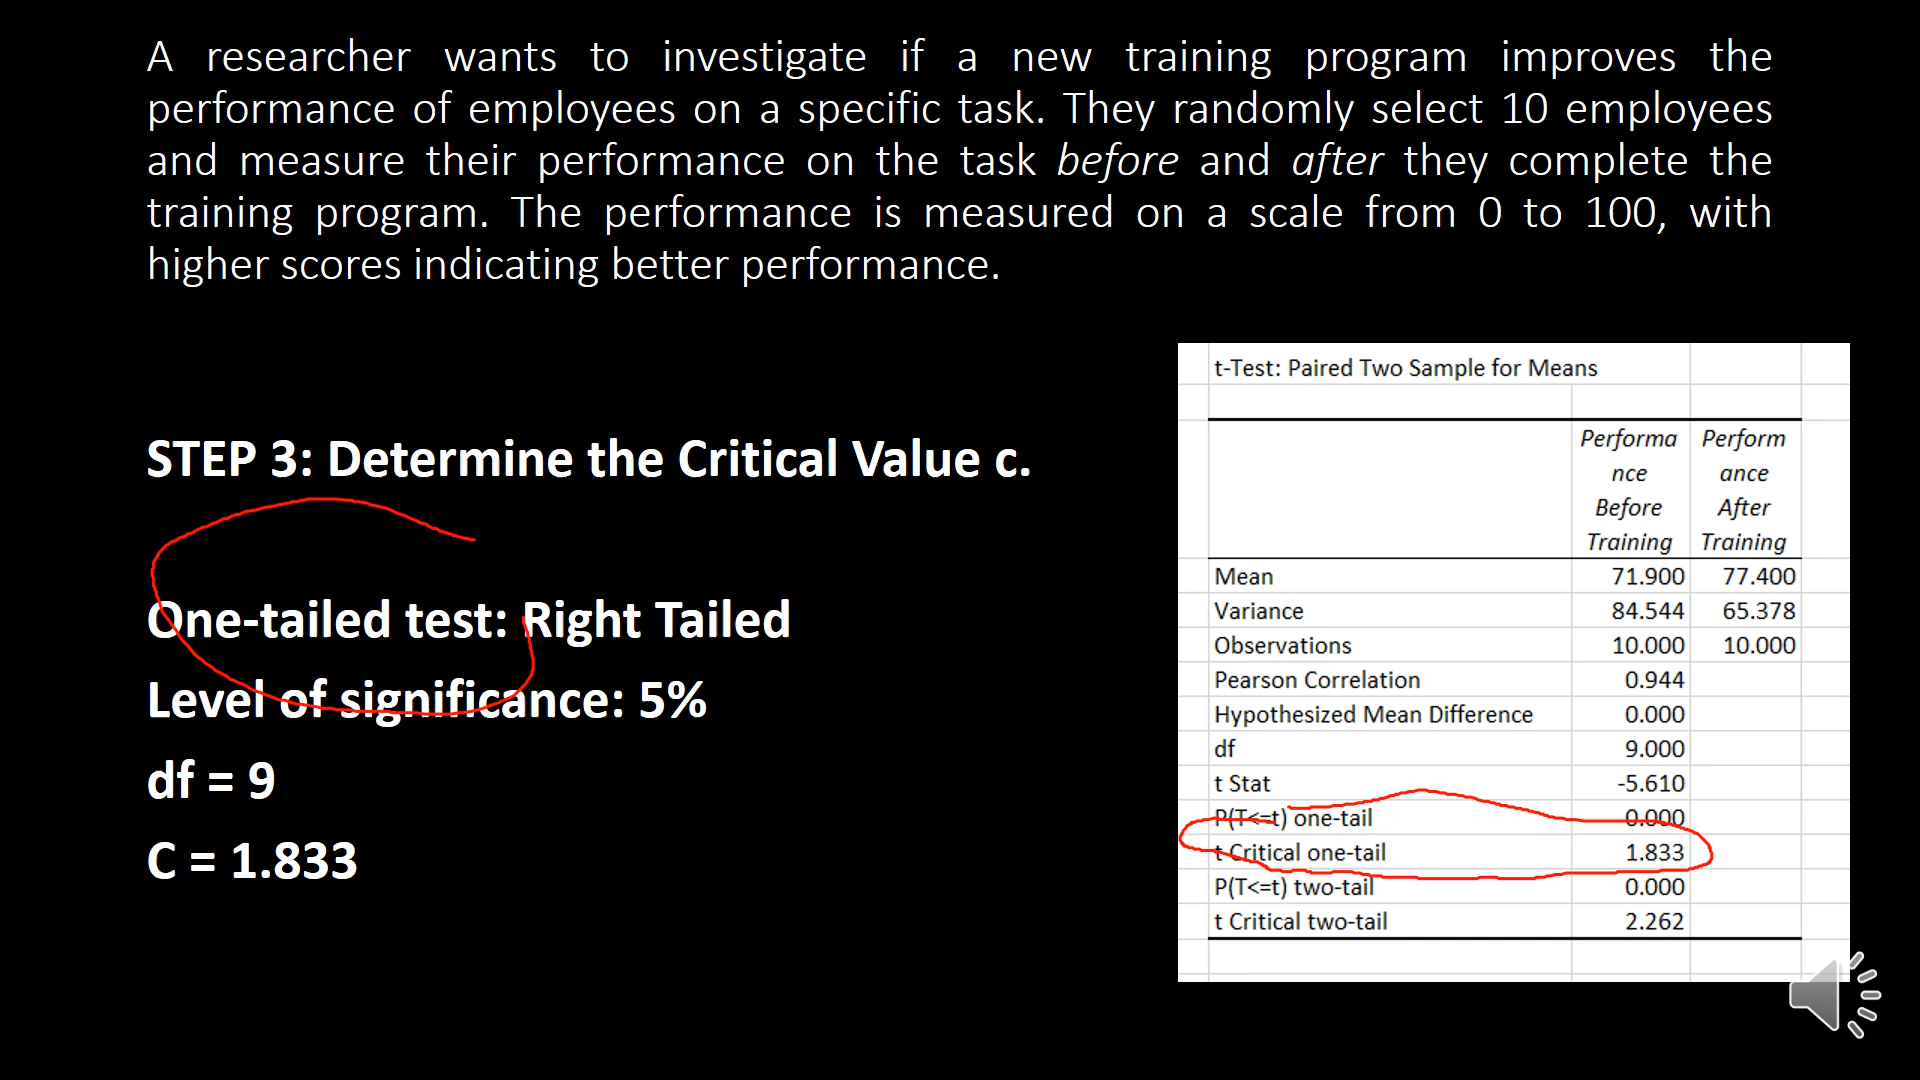 A researcher wants to investigate if a new training program improves the
performance of employees on a specific task. They randomly select 10 employees
and measure their performance on the task before and after they complete the
training program. The performance is measured on a scale from 0 to 100, with
higher scores indicating better performance.
STEP 3: Determine the Critical Value c.
One-tailed test: Right Tailed
Level of significance: 5%
df = 9
C = 1.833
t-Test: Paired Two Sample for Means
Performa Perform
nce ance
Before After
Training Training
Mean 71.900 77.400
Variance 84.544 65.378
Observations 10.000 10.000
Pearson Correlation 0.944
Hypothesized Mean Difference 0.000
df 9.000
t Stat -5.610
P(T<=t) one-tail 0.000
t Critical one-tail 1.833
P(T<=t) two-tail 0.000
t Critical two-tail 2.262